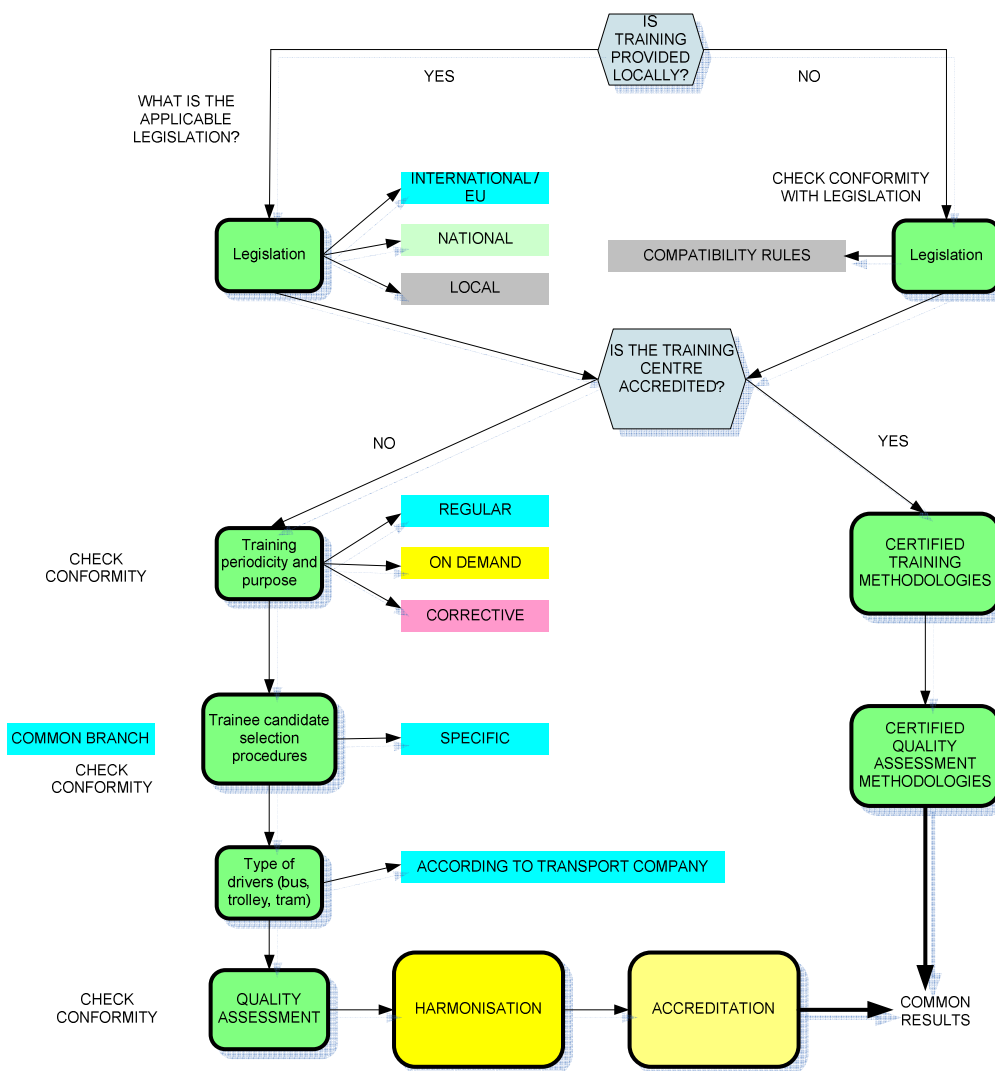 IS
TRAINING
PROVIDED
LOCALLY?
YES
NO
WHAT IS THE
APPLICABLE
LEGISLATION?
INTERNATIONAL /
EU
CHECK CONFORMITY
WITH LEGISLATION
Legislation
NATIONAL
COMPATIBILITY RULES
Legislation
LOCAL
IS THE TRAINING
CENTRE
ACCREDITED?
NO
YES
REGULAR
CHECK
CONFORMITY
Training
periodicity and
purpose
ON DEMAND
CERTIFIED
TRAINING
METHODOLOGIES
CORRECTIVE
COMMON BRANCH
CHECK
CONFORMITY
Trainee candidate
selection
procedures
SPECIFIC
CERTIFIED
QUALITY
ASSESSMENT
METHODOLOGIES
Type of
drivers (bus,
trolley, tram)
ACCORDING TO TRANSPORT COMPANY
CHECK
CONFORMITY
QUALITY
ASSESSMENT
HARMONISATION
ACCREDITATION
COMMON
RESULTS